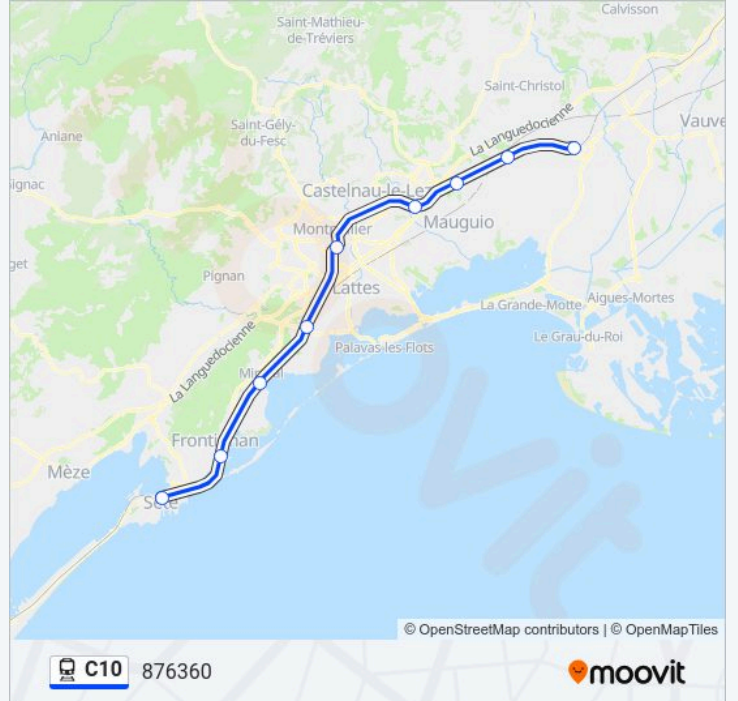 Calvisson
Saint-Mathieu-
de-Tréviers
Saint-Christol
La Languedocienne
Vauve
Saint-Gély-
du-Fesc
Aniane
ignac
Castelnau-le-Lez
Mauguio
Montpellier
get
Pignan
Lattes
La Grande-Motte
Aigues-Mortes
Le Grau-du-Roi
Palavas-les-Flots
La Languedocienne
Frontignan
Mèze
Sète
ovit
© OpenStreetMap contributors | © OpenMapTiles
C10 876360
moovit